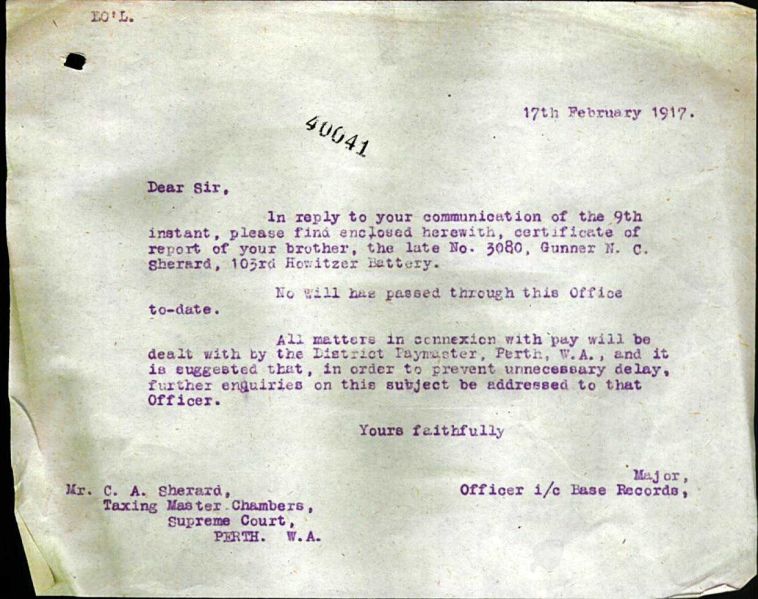 EO'L.
17th February 1917.
40041
Dear Sir,
In reply to your communication of the 9th
instant, please find enclosed herewith, certificate of
report of your brother, the late No. 3080, Gunner N. C.
Sherard, 103rd Howitzer Battery.
No Will has passed through this Office
to-date.
All matters in connexion with pay will be
dealt with by the District Paymaster, Perth, W.A., and it
is suggested that, in order to prevent unnecessary delay,
further enquiries on this subject be addressed to that
Officer.
Yours faithfully
Major,
Officer i/c Base Records,
Mr. C. A. Sherard,
Taxing Master Chambers,
Supreme Court,
PERTH. W.A.